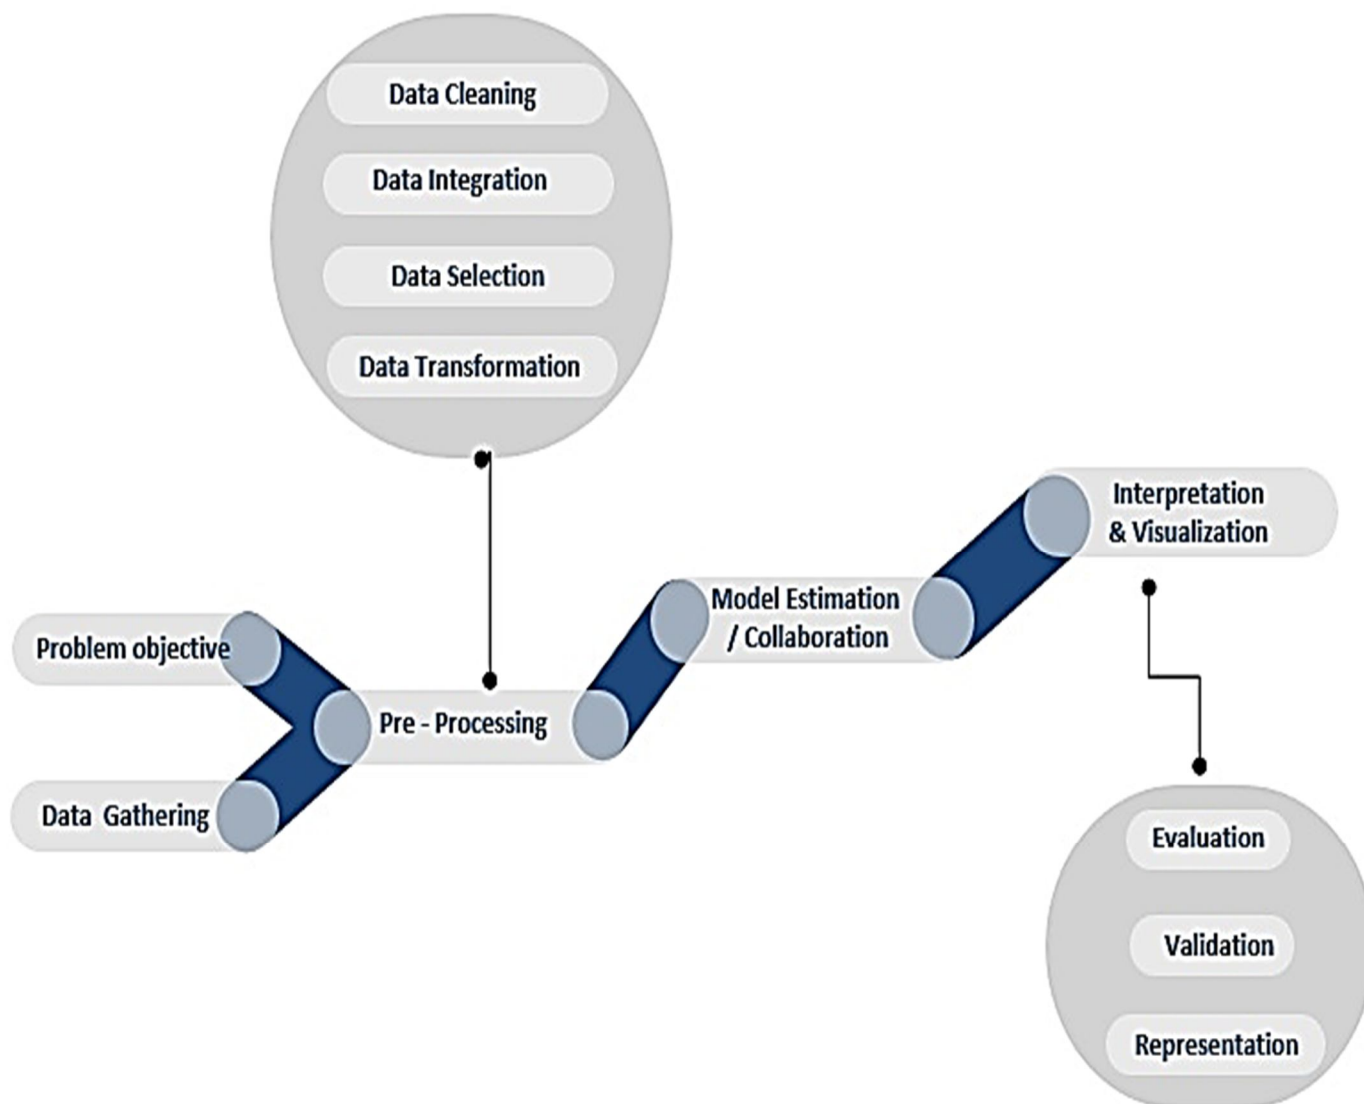 Data Cleaning
Data Integration
Data Selection
Data Transformation
Interpretation
& Visualization
Model Estimation
/ Collaboration
Problem objective
Pre - Processing
Data Gathering
Evaluation
Validation
Representation